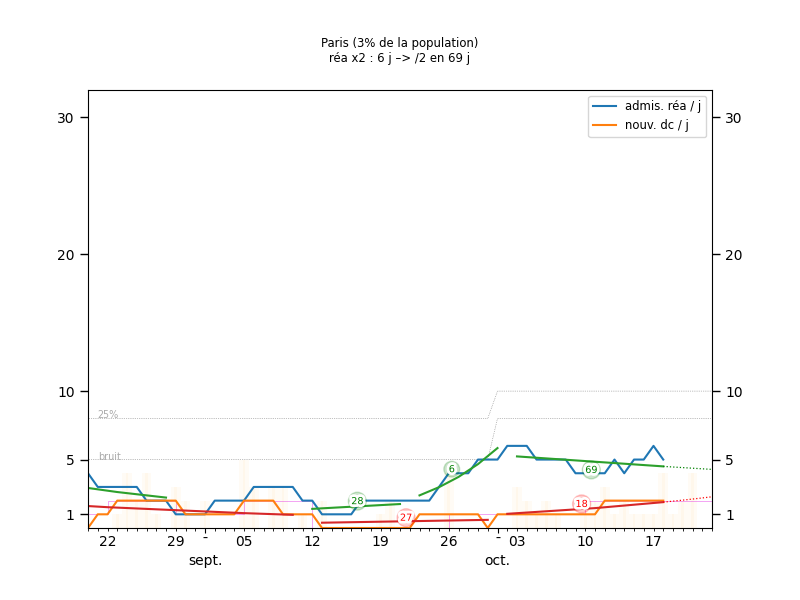 Paris (3% de la population)
réa x2 : 6 j –> /2 en 69 j
admis. réa / j
nouv. dc / j
30 30
20 20
10 10
25%
bruit
5 5
6
69
28
18
27
1 1
22 29 - 05 12 19 26 - 03 10 17
sept. oct.